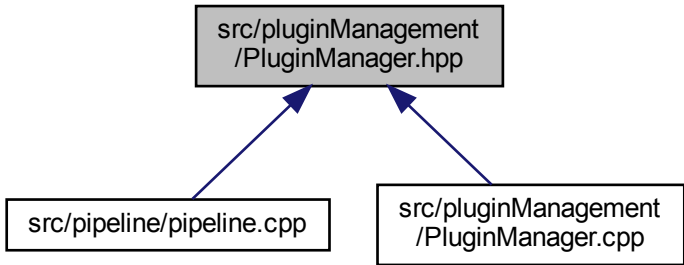 src/pluginManagement
/PluginManager.hpp
src/pipeline/pipeline.cpp
src/pluginManagement
/PluginManager.cpp